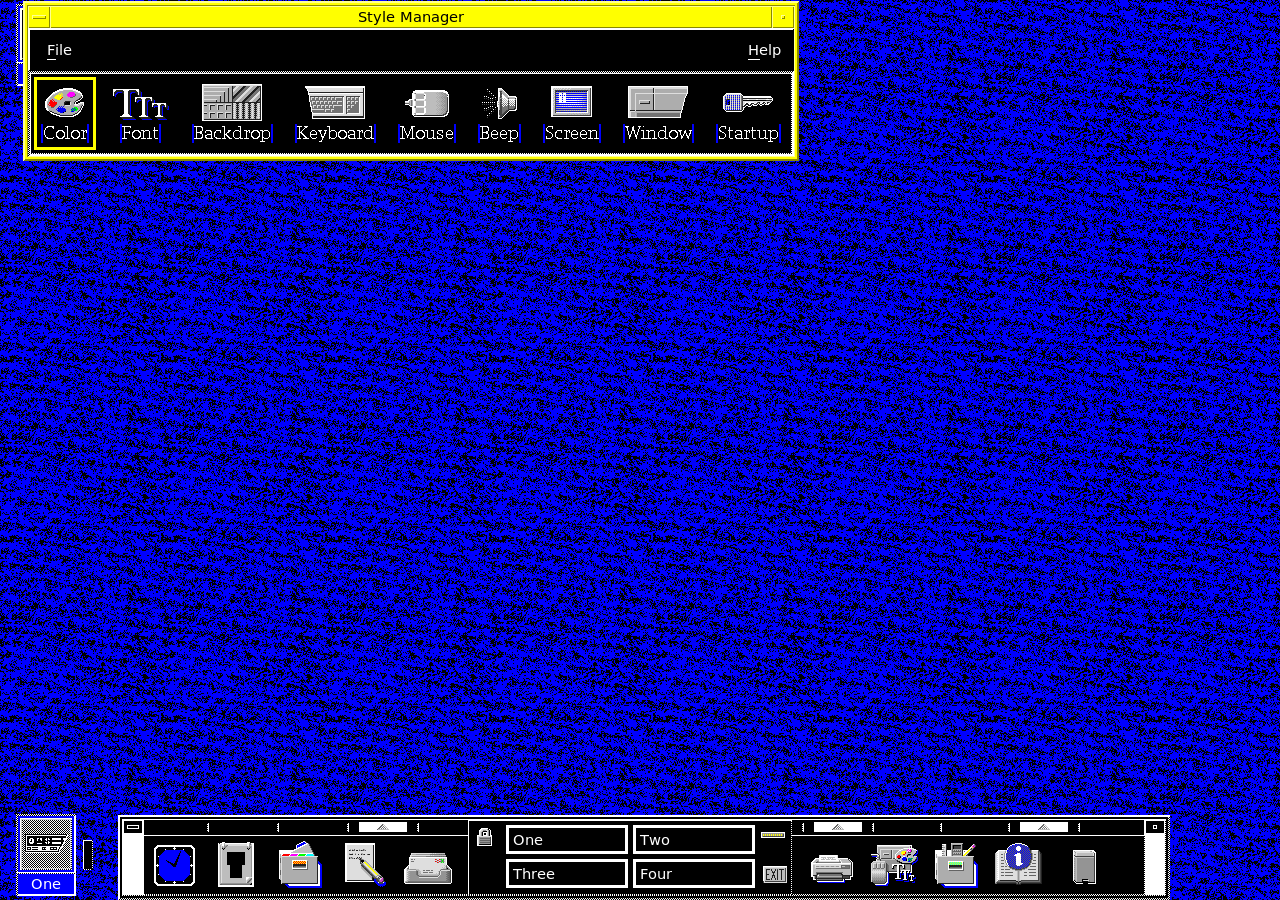 Style Manager
File Help
Color Font Backdrop Keyboard Mouse Beep Screen Window Startup
One Two
Three Four EXIT
One